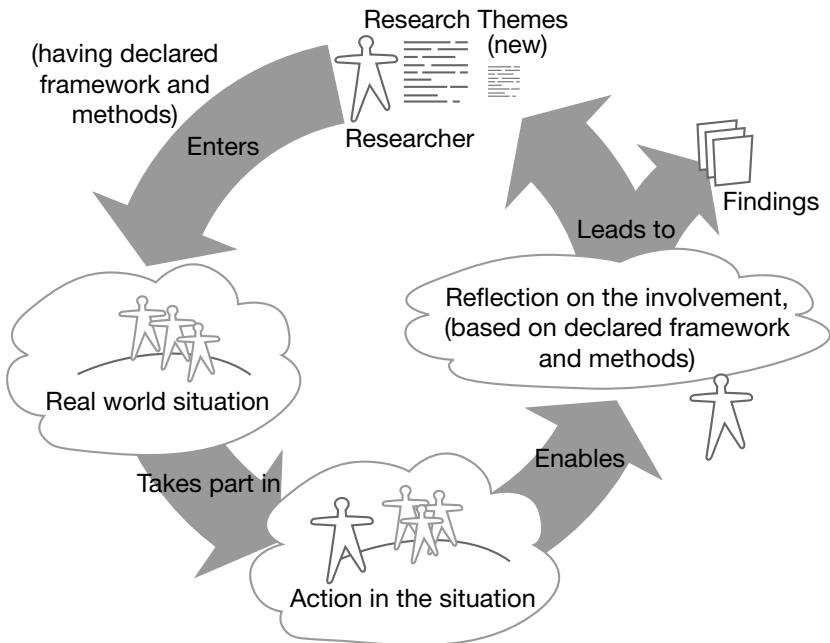 Research Themes
(new)
(having declared
framework and
methods)
Enters
Researcher
Findings
Leads to
Reflection on the involvement,
(based on declared framework
and methods)
Real world situation
Takes part in
Enables
Action in the situation